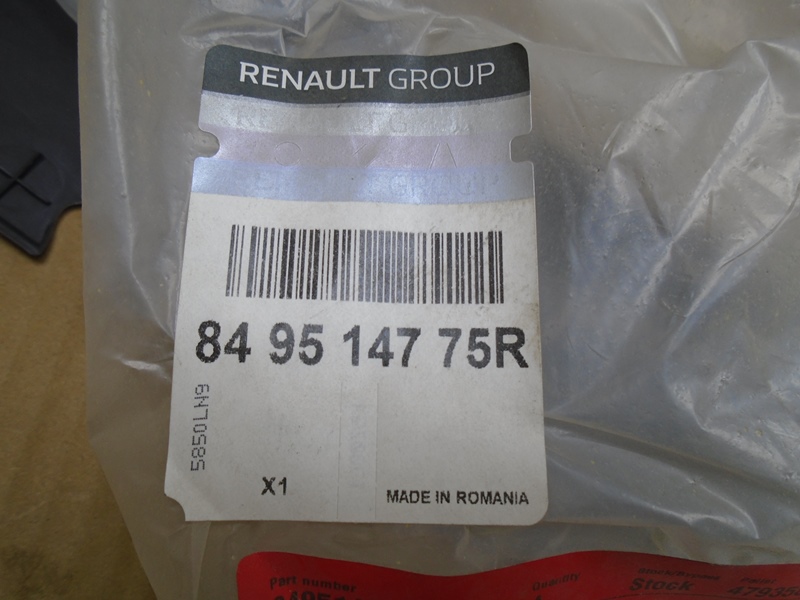 RENAULT GROUP
84 95 147 75R
5850LN9
X1
MADE IN ROMANIA
Part number
Quantity
Stock